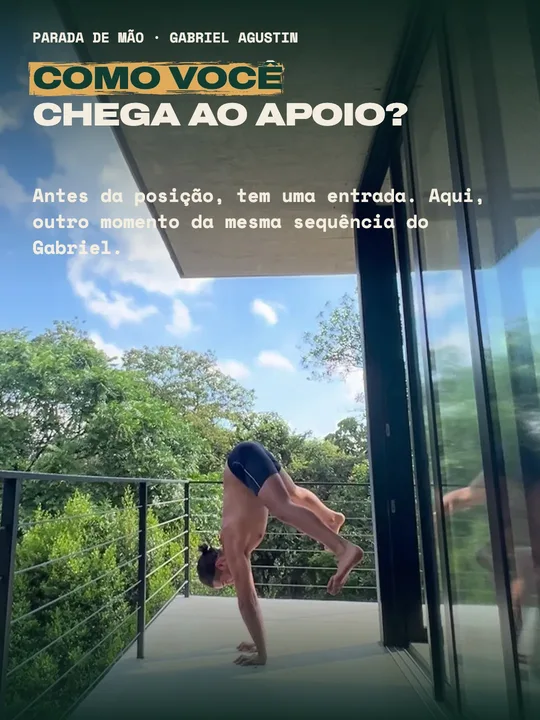 PARADA DE MÃO · GABRIEL AGUSTIN
COMO VOCÊ
CHEGA AO APOIO?
Antes da posição, tem uma entrada. Aqui,
outro momento da mesma sequência do
Gabriel.